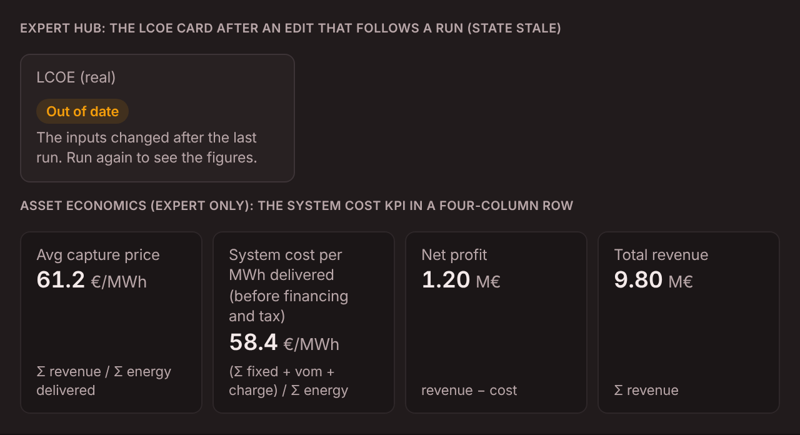 EXPERT HUB: THE LCOE CARD AFTER AN EDIT THAT FOLLOWS A RUN (STATE STALE)
LCOE (real)
Out of date
The inputs changed after the last
run. Run again to see the figures.
ASSET ECONOMICS (EXPERT ONLY): THE SYSTEM COST KPI IN A FOUR-COLUMN ROW
Avg capture price
61.2 €/MWh
Σ revenue / Σ energy
delivered
System cost per
MWh delivered
(before financing
and tax)
58.4 €/MWh
(Σ fixed + vom +
charge) / Σ energy
Net profit
1.20 M€
revenue − cost
Total revenue
9.80 M€
Σ revenue